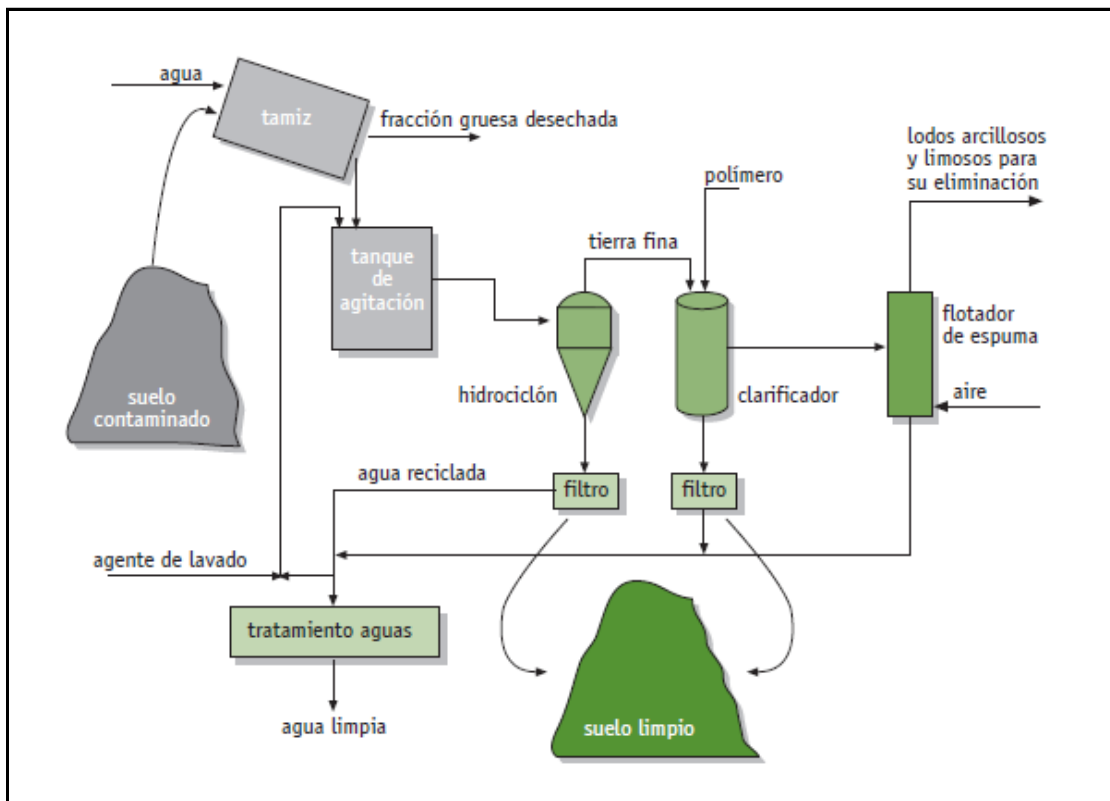 agua
tamiz
fracción gruesa desechada
lodos arcillosos
y limosos para
su eliminación
polímero
tierra fina
tanque
de
agitación
flotador
de espuma
suelo
contaminado
hidrociclón
clarificador
aire
agua reciclada
filtro
filtro
agente de lavado
tratamiento aguas
agua limpia
suelo limpio